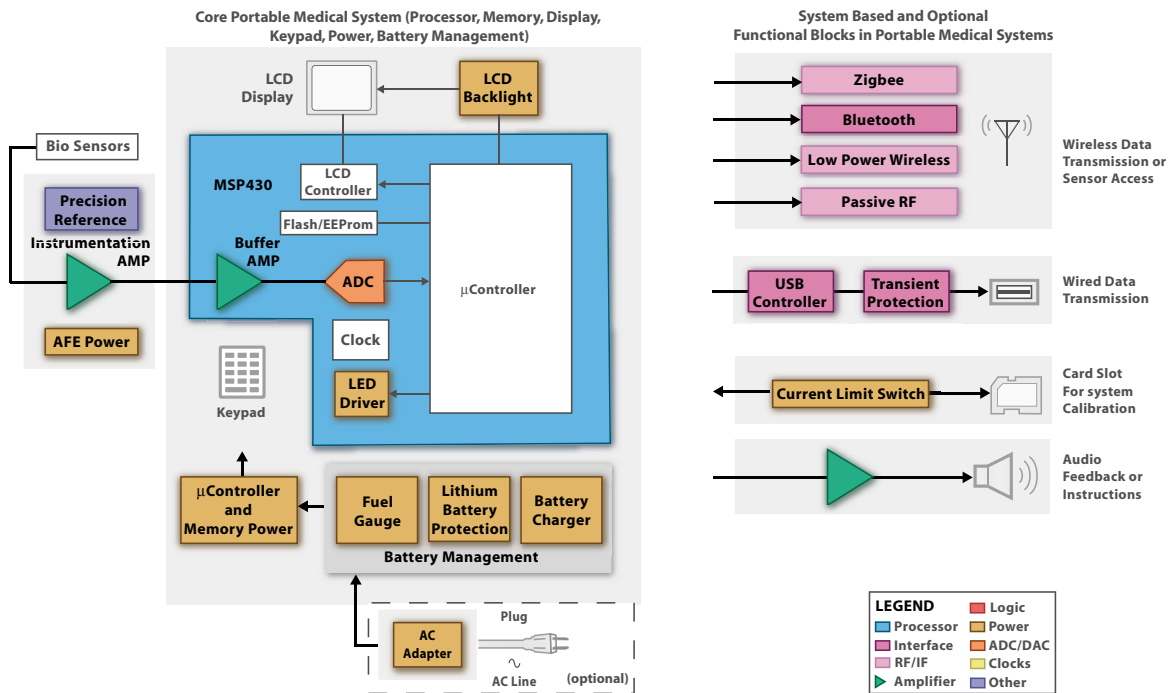 Core Portable Medical System (Processor, Memory, Display,
Keypad, Power, Battery Management)
LCD
Display
LCD
Backlight
Bio Sensors
MSP430
LCD
Controller
Precision
Reference
Flash/EEProm
Instrumentation
AMP
Buffer
AMP
ADC
μController
Clock
AFE Power
LED
Driver
Keypad
μController
and
Memory Power
Fuel
Gauge
Lithium
Battery
Protection
Battery
Charger
Battery Management
AC
Adapter
Plug
AC Line
(optional)
System Based and Optional
Functional Blocks in Portable Medical Systems
Zigbee
Bluetooth
Low Power Wireless
Passive RF
Wireless Data
Transmission or
Sensor Access
USB
Controller
Transient
Protection
Wired Data
Transmission
Current Limit Switch
Card Slot
For system
Calibration
Audio
Feedback or
Instructions
LEGEND
Processor
Interface
RF/IF
Amplifier
Logic
Power
ADC/DAC
Clocks
Other